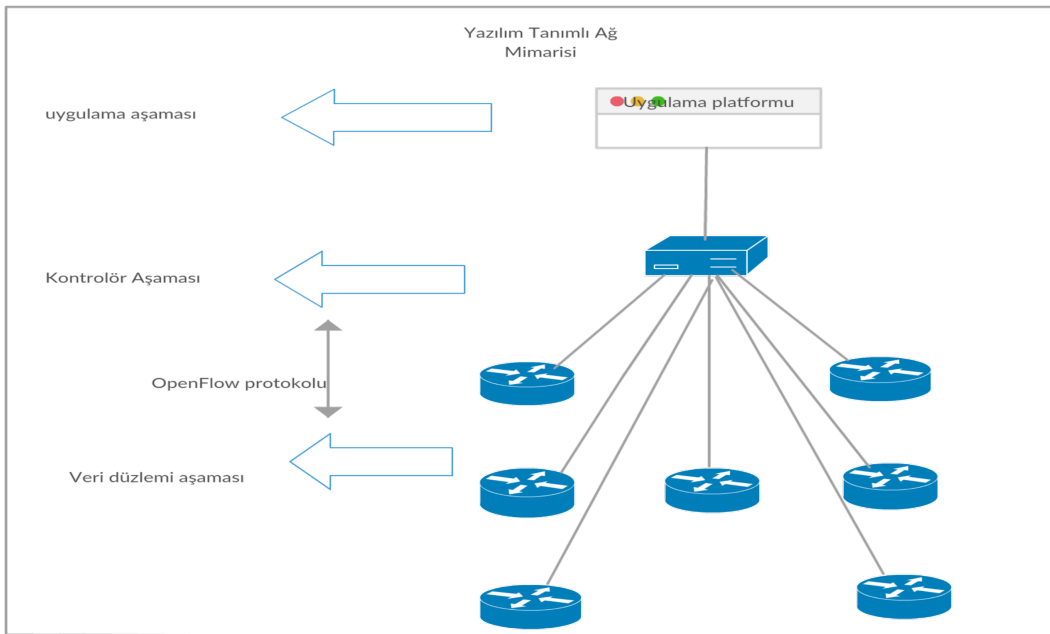 Yazılım Tanımlı Ağ
Mimarisi
uygulama aşaması
Uygulama platformu
Kontrolör Aşaması
OpenFlow protokolu
Veri düzlemi aşaması